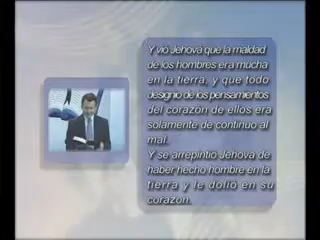 Y vió Jehová que la maldad
de los hombres era mucha
en la tierra, y que todo
designio de los pensamientos
del corazón de ellos era
solamente de continuo al
mal.
Y se arrepintió Jehová de
haber hecho hombre en la
tierra y le dolió en su
corazón.